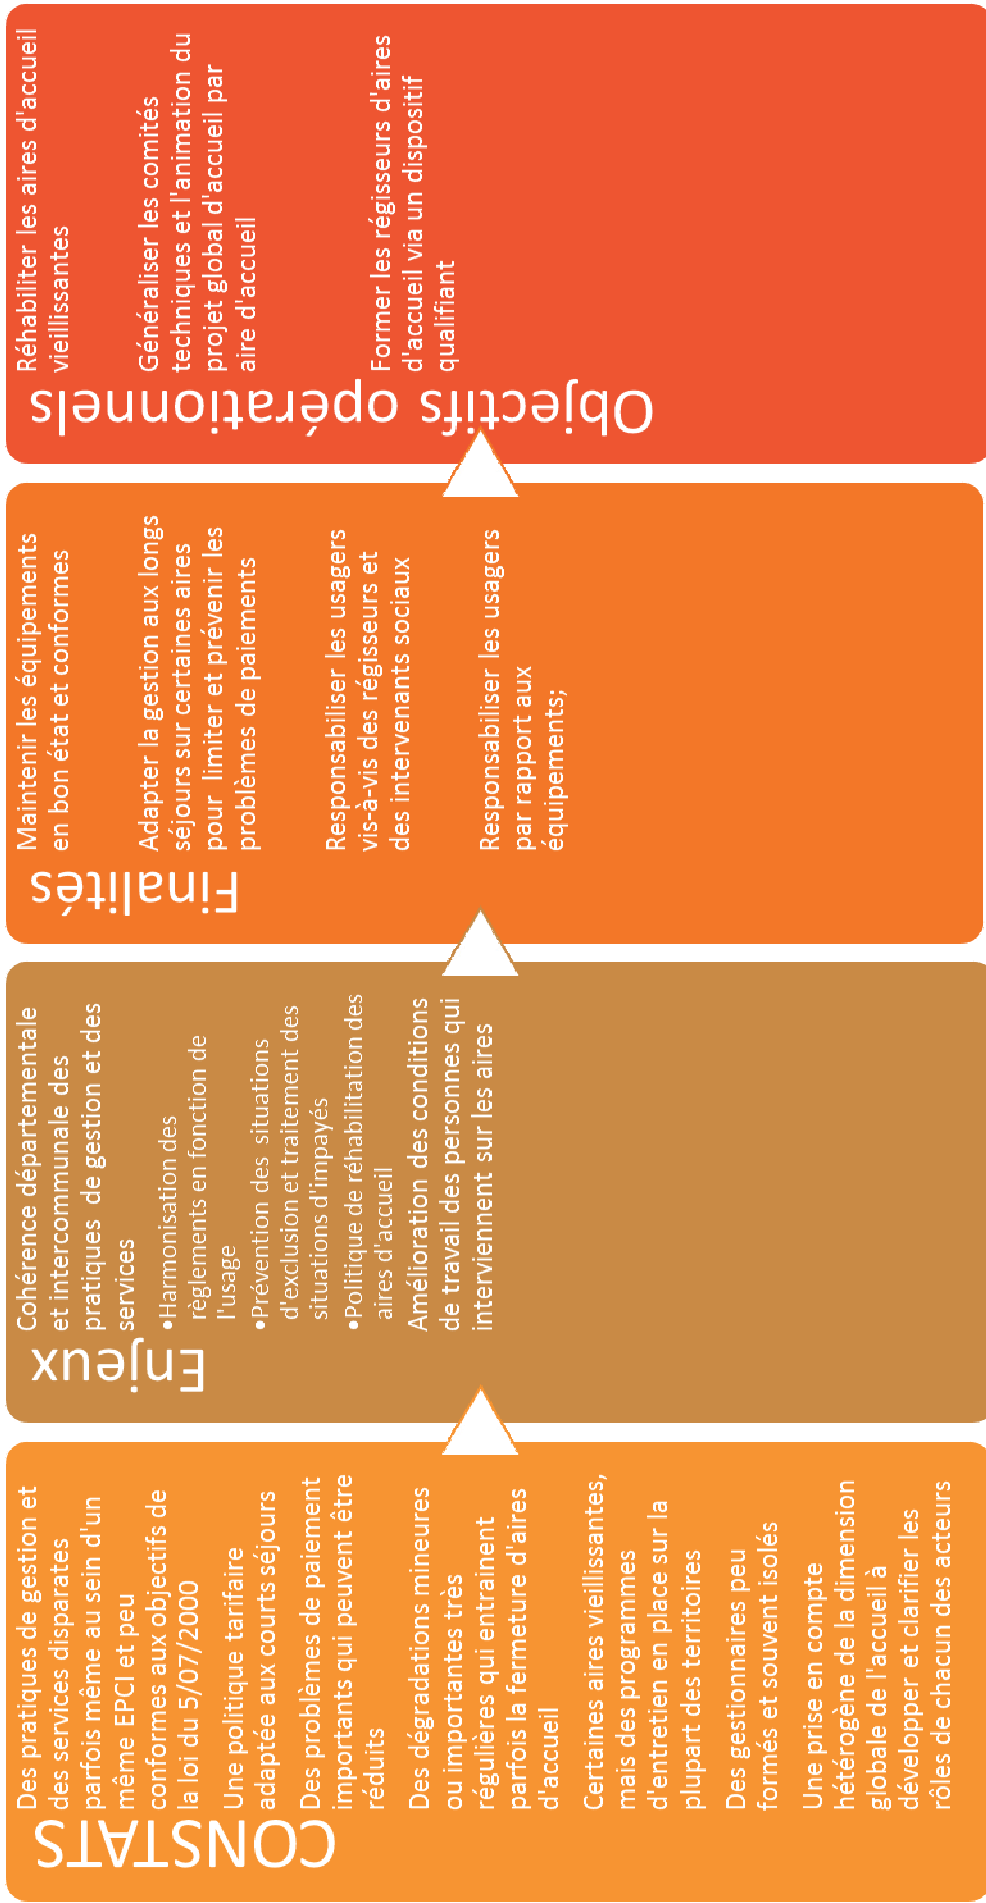 CONSTATS
Des pratiques de gestion et
des services disparates
parfois même au sein d'un
même EPCI et peu
conformes aux objectifs de
la loi du 5/07/2000
Une politique tarifaire
adaptée aux courts séjours
Des problèmes de paiement
importants qui peuvent être
réduits
Des dégradations mineures
ou importantes très
régulières qui entrainent
parfois la fermeture d'aires
d'accueil
Certaines aires vieillissantes,
mais des programmes
d'entretien en place sur la
plupart des territoires
Des gestionnaires peu
formés et souvent isolés
Une prise en compte
hétérogène de la dimension
globale de l'accueil à
développer et clarifier les
rôles de chacun des acteurs
Enjeux
Cohérence départementale
et intercommunale des
pratiques de gestion et des
services
•Harmonisation des
règlements en fonction de
l'usage
•Prévention des situations
d'exclusion et traitement des
situations d'impayés
•Politique de réhabilitation des
aires d'accueil
Amélioration des conditions
de travail des personnes qui
interviennent sur les aires
Finalités
Maintenir les équipements
en bon état et conformes
Adapter la gestion aux longs
séjours sur certaines aires
pour limiter et prévenir les
problèmes de paiements
Responsabiliser les usagers
vis-à-vis des régisseurs et
des intervenants sociaux
Responsabiliser les usagers
par rapport aux
équipements;
Objectifs opérationnels
Réhabiliter les aires d'accueil
vieillissantes
Généraliser les comités
techniques et l'animation du
projet global d'accueil par
aire d'accueil
Former les régisseurs d'aires
d'accueil via un dispositif
qualifiant